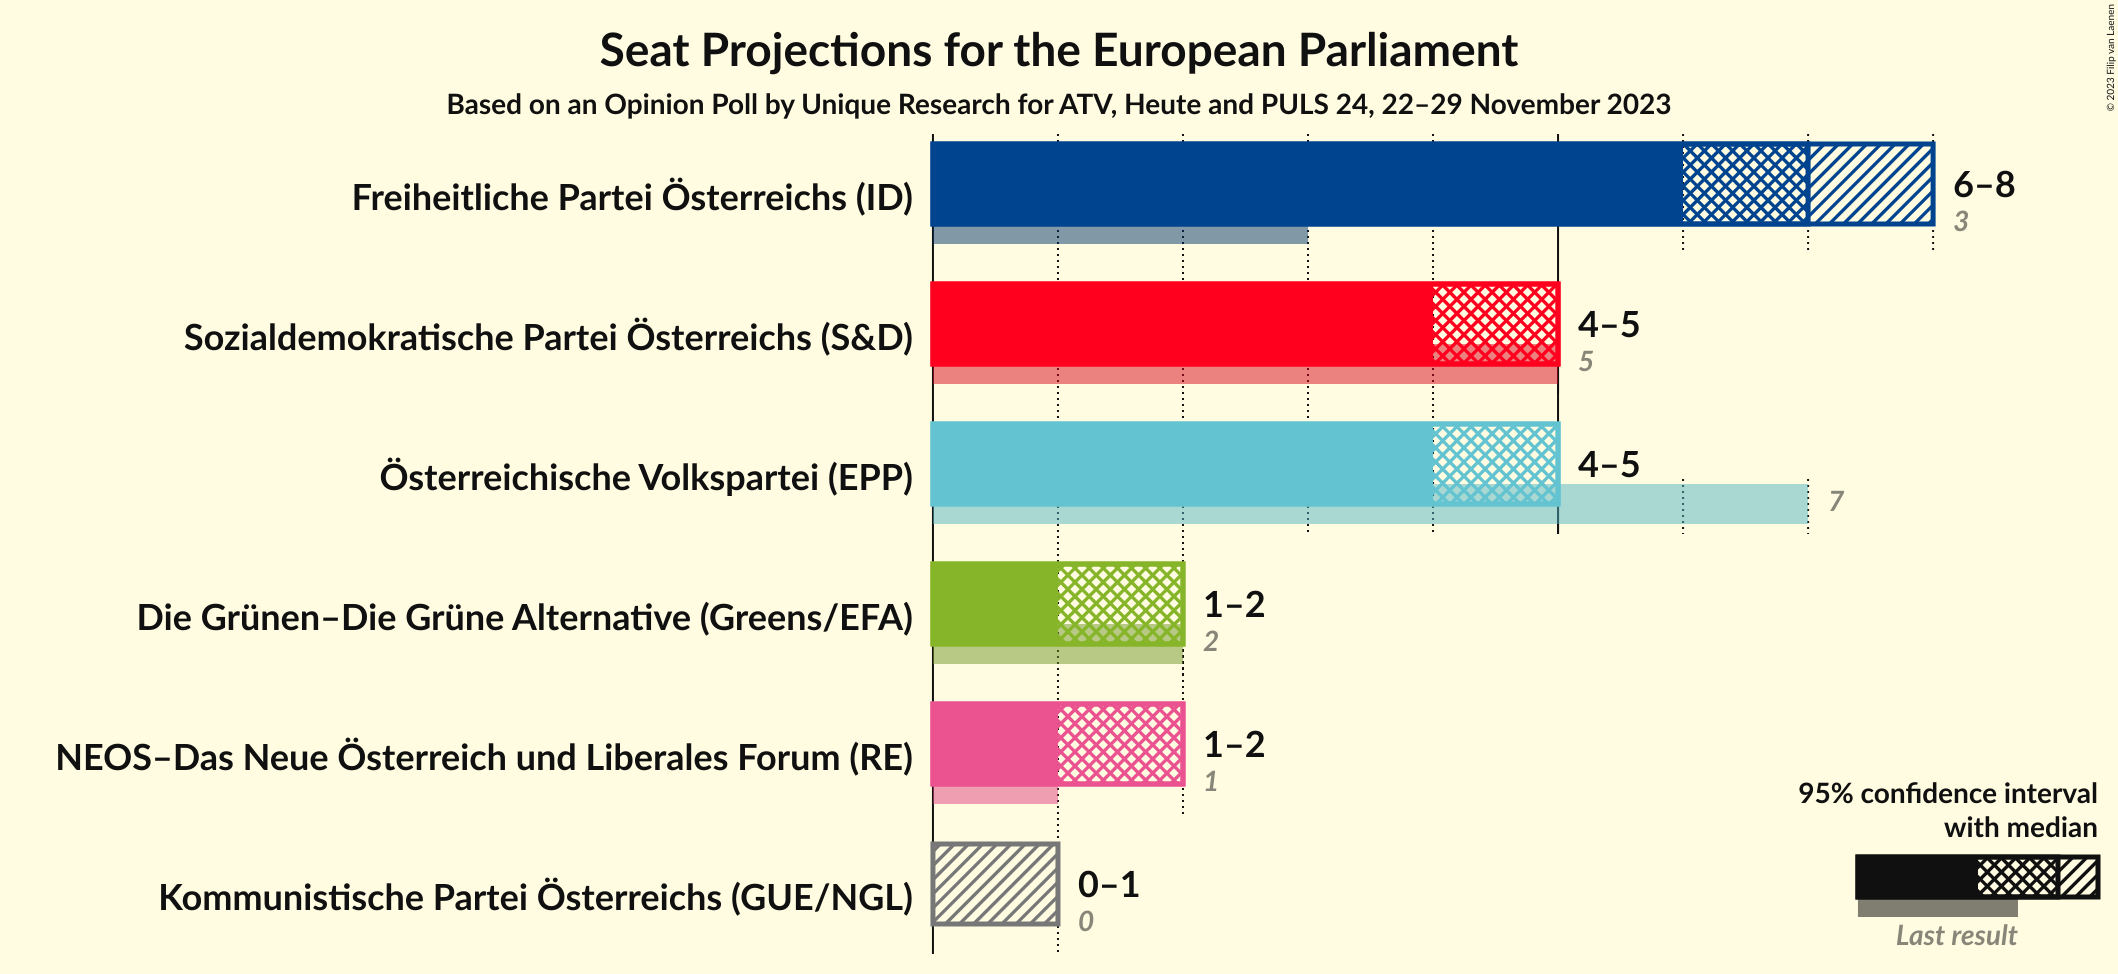 Seat Projections for the European Parliament
Based on an Opinion Poll by Unique Research for ATV, Heute and PULS 24, 22–29 November 2023
© 2023 Filip van Laenen
Freiheitliche Partei Österreichs (ID)
6–8
3
Sozialdemokratische Partei Österreichs (S&D)
4–5
5
Österreichische Volkspartei (EPP)
4–5
7
Die Grünen–Die Grüne Alternative (Greens/EFA)
1–2
2
NEOS–Das Neue Österreich und Liberales Forum (RE)
1–2
1
Kommunistische Partei Österreichs (GUE/NGL)
0–1
0
95% confidence interval
with median
Last result